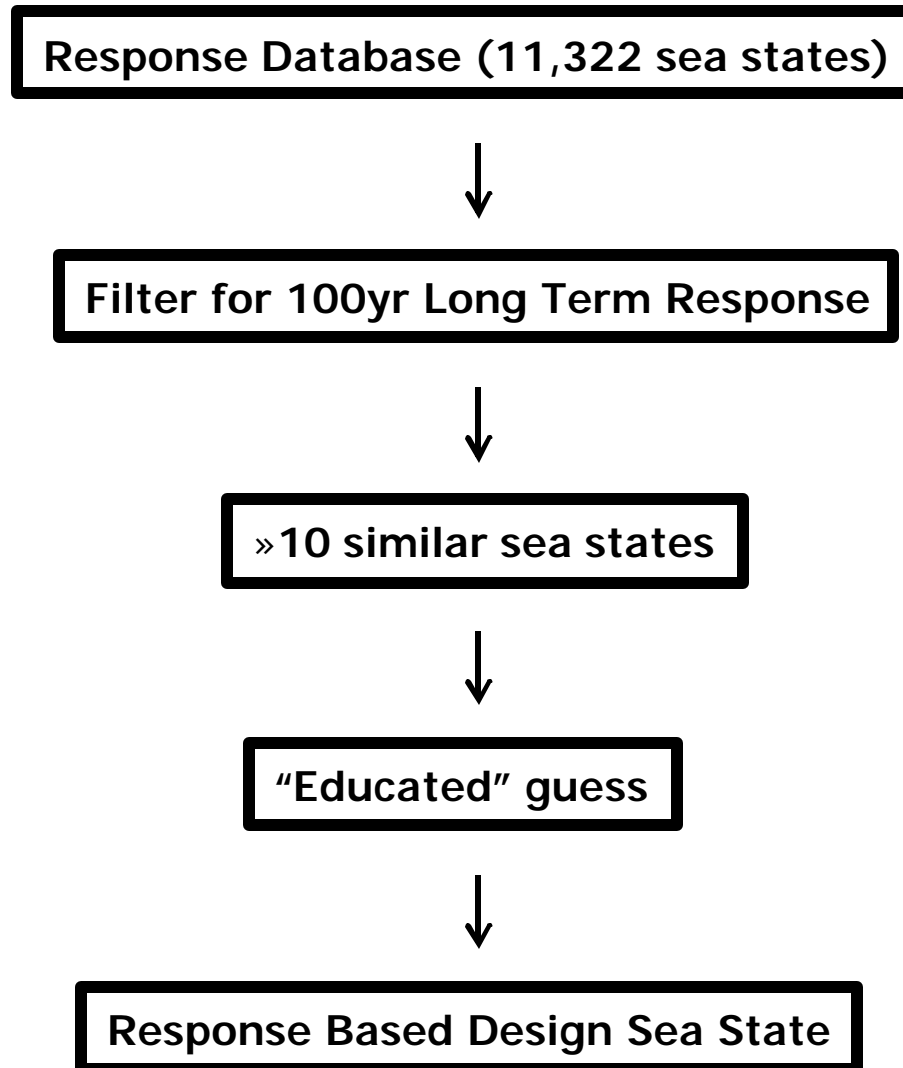 Response Database (11,322 sea states)
Filter for 100yr Long Term Response
»10 similar sea states
“Educated” guess
Response Based Design Sea State